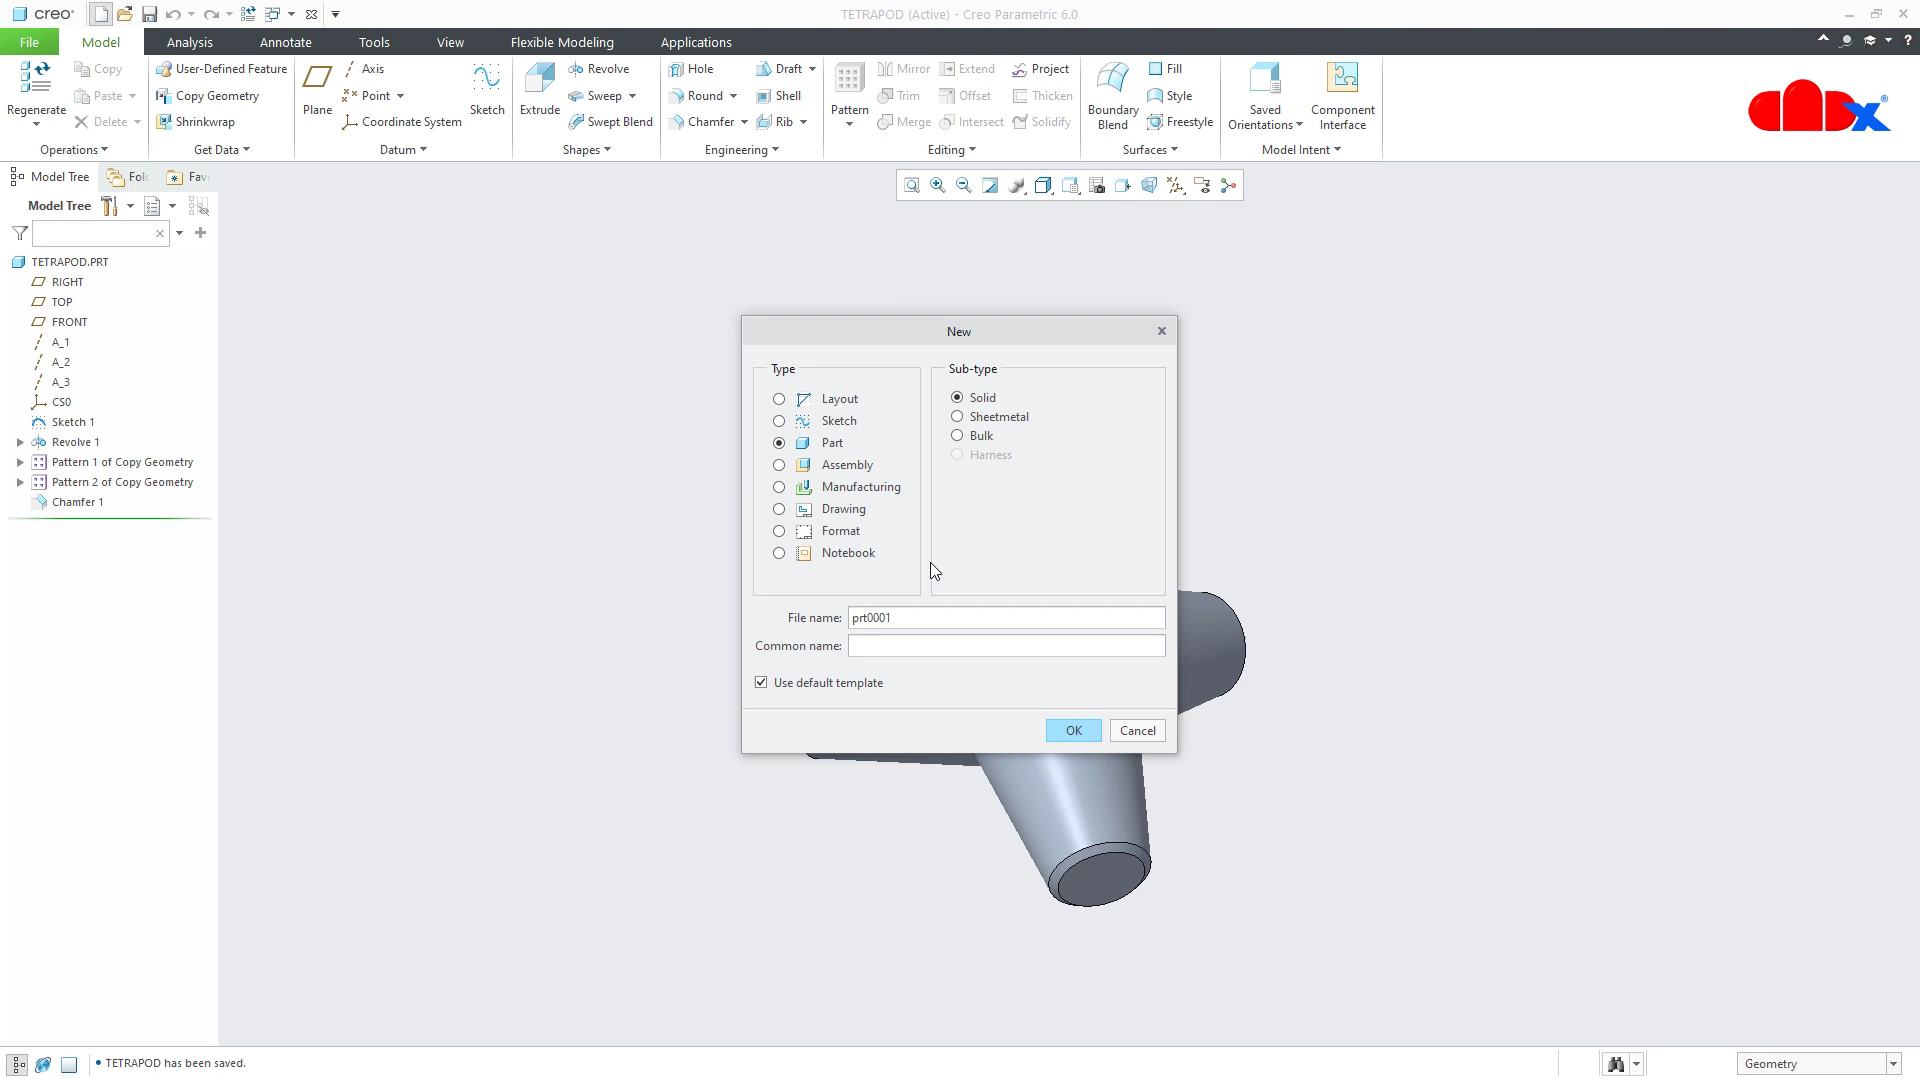 creo
TETRAPOD (Active) - Creo Parametric 6.0
File Model Analysis Annotate Tools View Flexible Modeling Applications
Regenerate
Copy
Paste
Delete
Operations
User-Defined Feature
Copy Geometry
Shrinkwrap
Get Data
Plane
Axis
Point
Coordinate System
Sketch
Datum
Extrude
Revolve
Sweep
Swept Blend
Shapes
Hole
Round
Chamfer
Draft
Shell
Rib
Engineering
Pattern
Mirror
Trim
Merge
Extend
Offset
Intersect
Project
Thicken
Solidify
Editing
Boundary
Blend
Fill
Style
Freestyle
Surfaces
Saved
Orientations
Component
Interface
Model Intent
CADX
Model Tree Fol Fav
Model Tree
TETRAPOD.PRT
RIGHT
TOP
FRONT
A_1
A_2
A_3
CS0
Sketch 1
Revolve 1
Pattern 1 of Copy Geometry
Pattern 2 of Copy Geometry
Chamfer 1
New
Type
Layout
Sketch
Part
Assembly
Manufacturing
Drawing
Format
Notebook
Sub-type
Solid
Sheetmetal
Bulk
Harness
File name: prt0001
Common name:
Use default template
OK Cancel
TETRAPOD has been saved.
Geometry